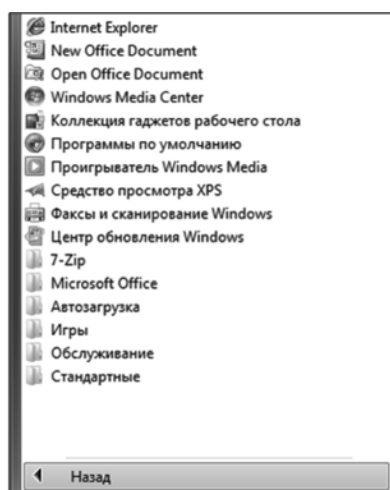 Internet Explorer
New Office Document
Open Office Document
Windows Media Center
Коллекция гаджетов рабочего стола
Программы по умолчанию
Проигрыватель Windows Media
Средство просмотра XPS
Факсы и сканирование Windows
Центр обновления Windows
7-Zip
Microsoft Office
Автозагрузка
Игры
Обслуживание
Стандартные
Назад